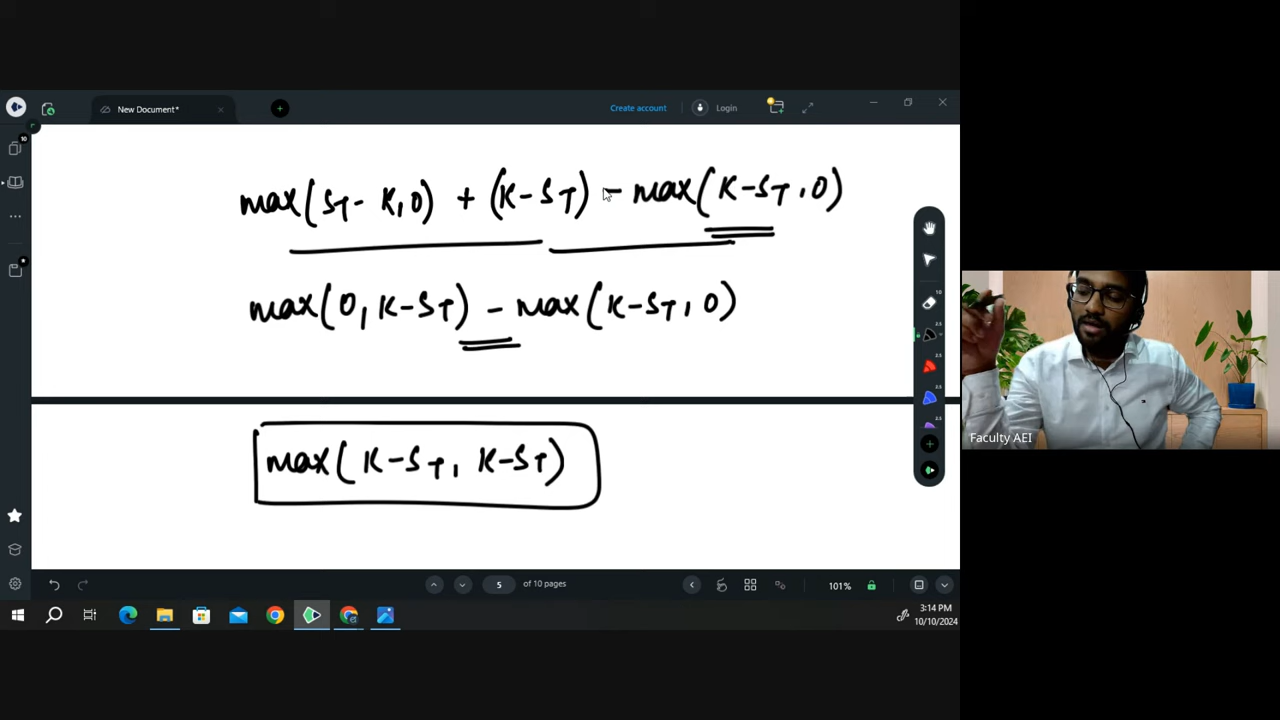 New Document*
Create account
Login
max(ST - K, 0) + (K - ST) - max(K - ST, 0)
max(0, K - ST) - max(K - ST, 0)
max(K - ST, K - ST)
Faculty AEI
5 of 10 pages
101%
3:14 PM
10/10/2024